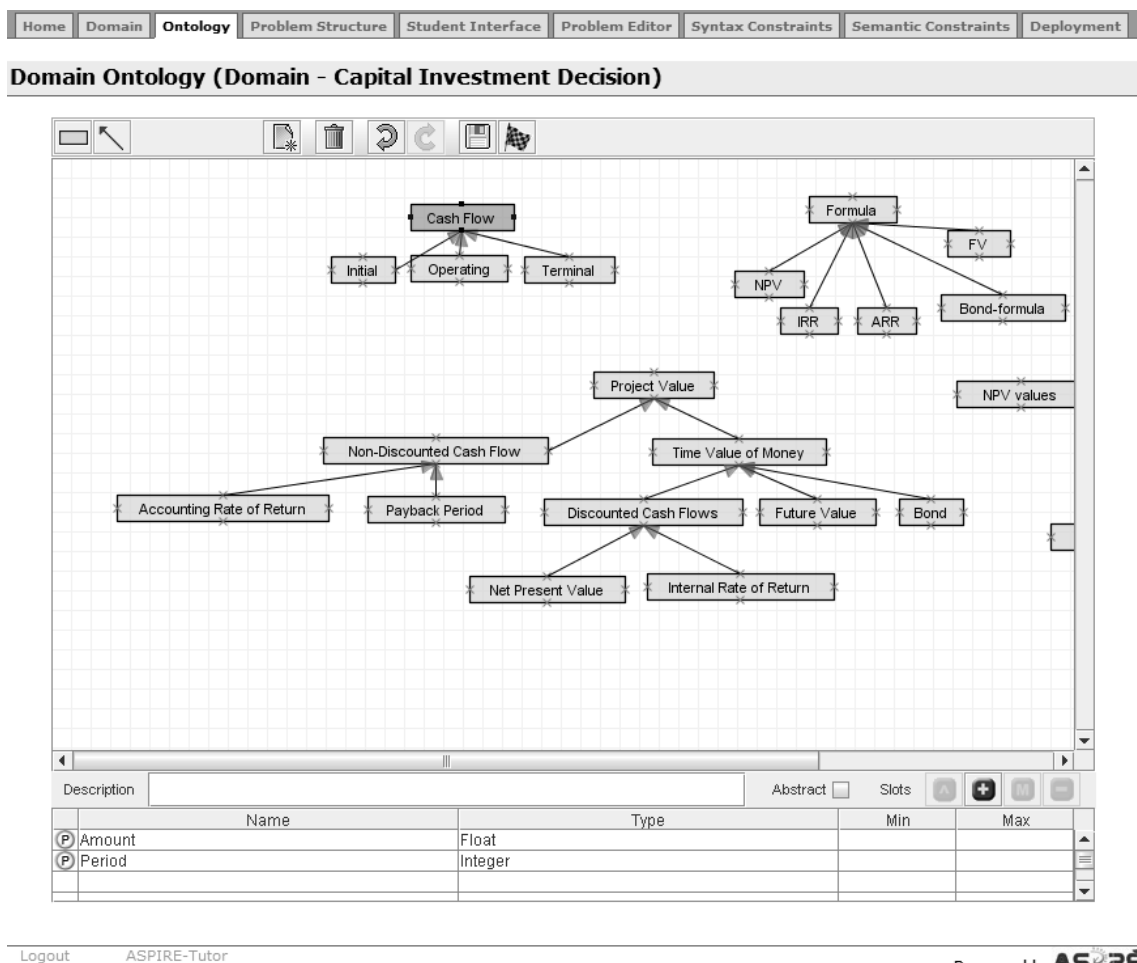 Home Domain Ontology Problem Structure Student Interface Problem Editor Syntax Constraints Semantic Constraints Deployment
Domain Ontology (Domain - Capital Investment Decision)
Cash Flow
Formula
FV
Initial
Operating
Terminal
NPV
Bond-formula
IRR
ARR
Project Value
NPV values
Non-Discounted Cash Flow
Time Value of Money
Accounting Rate of Return
Payback Period
Discounted Cash Flows
Future Value
Bond
Net Present Value
Internal Rate of Return
Description Abstract Slots
Name Type Min Max
P Amount Float
P Period Integer
Logout ASPIRE-Tutor